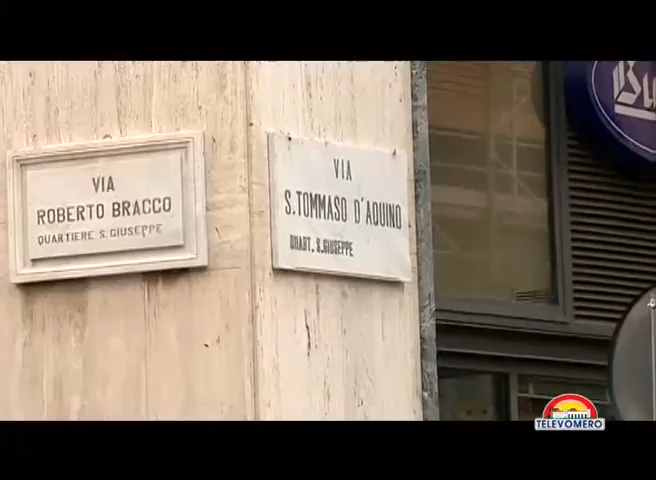 VIA
ROBERTO BRACCO
QUARTIERE S.GIUSEPPE
VIA
S.TOMMASO D'AQUINO
QUART. S.GIUSEPPE
TELEVOMERO